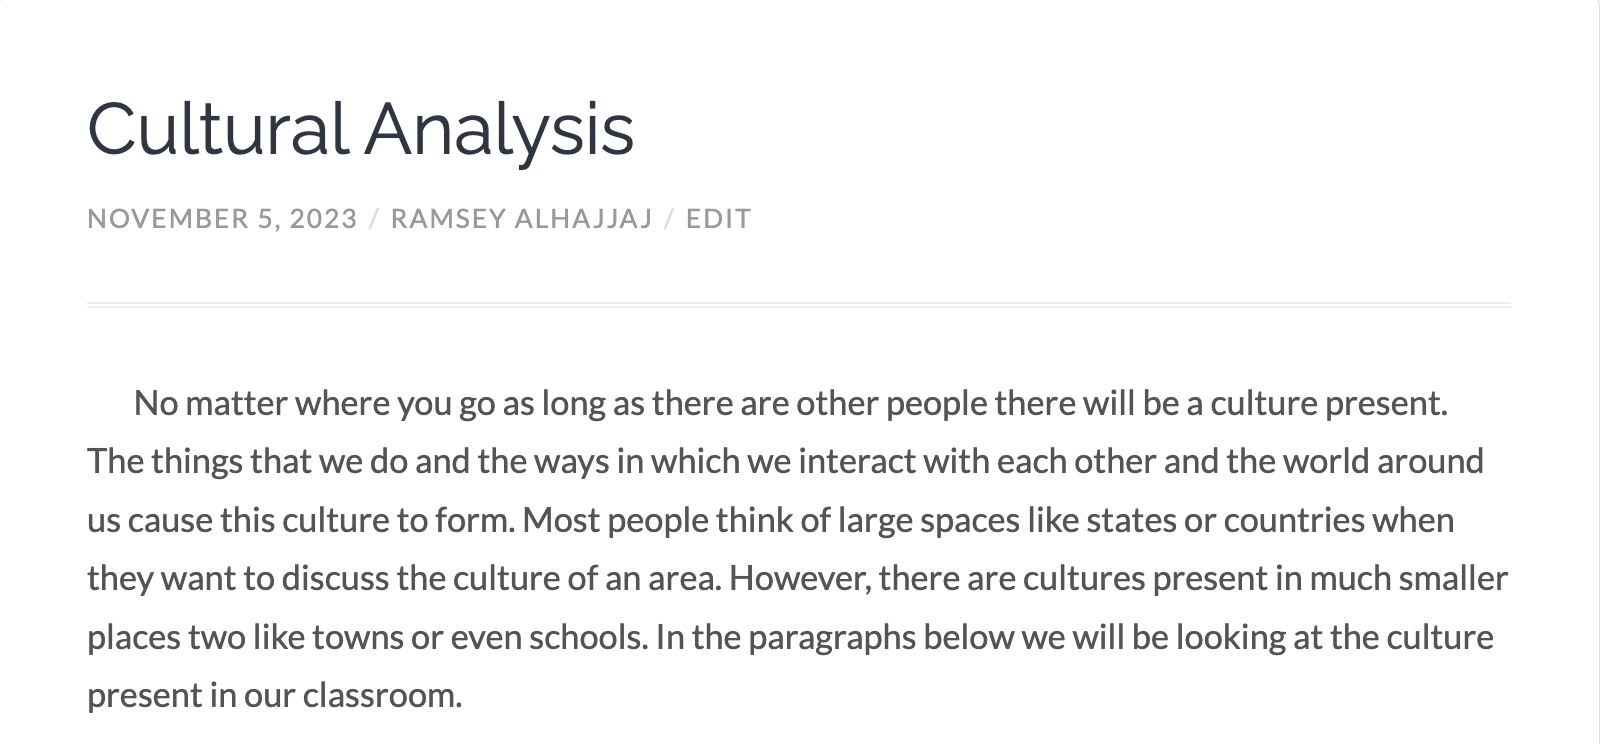 Cultural Analysis
NOVEMBER 5, 2023 / RAMSEY ALHAJJAJ / EDIT
No matter where you go as long as there are other people there will be a culture present.
The things that we do and the ways in which we interact with each other and the world around
us cause this culture to form. Most people think of large spaces like states or countries when
they want to discuss the culture of an area. However, there are cultures present in much smaller
places two like towns or even schools. In the paragraphs below we will be looking at the culture
present in our classroom.